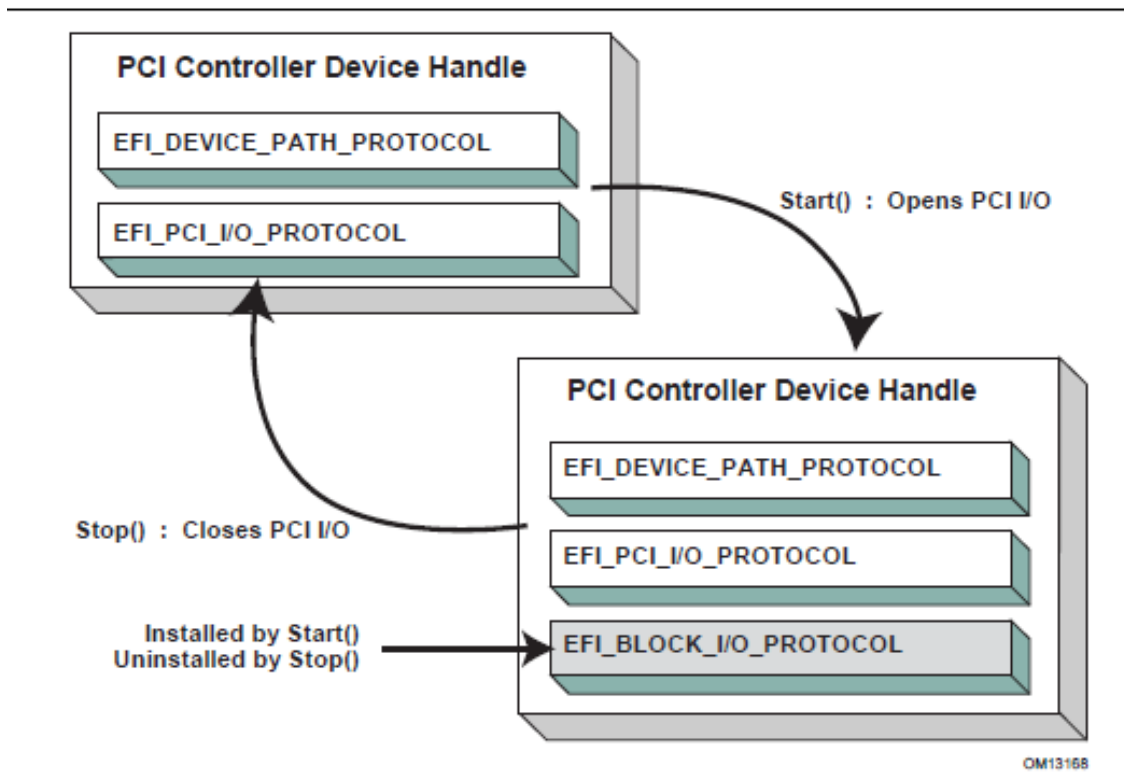 PCI Controller Device Handle
EFI_DEVICE_PATH_PROTOCOL
EFI_PCI_I/O_PROTOCOL
Start() : Opens PCI I/O
PCI Controller Device Handle
EFI_DEVICE_PATH_PROTOCOL
EFI_PCI_I/O_PROTOCOL
EFI_BLOCK_I/O_PROTOCOL
Stop() : Closes PCI I/O
Installed by Start()
Uninstalled by Stop()
OM13168